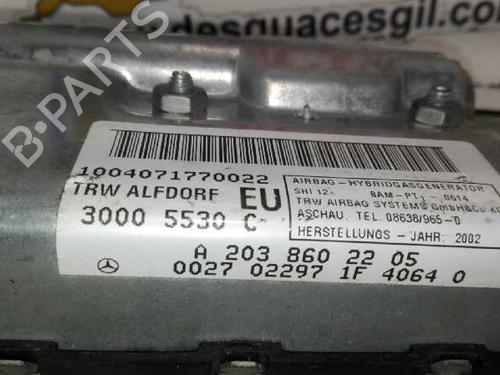 desguacesgil.com
B-PARTS
1004071770022
TRW ALFDORF EU
3000 5530 C
AIRBAG-HYBRIDGASGENERATOR
SHI 12- BAM-PT1-0614
TRW AIRBAG SYSTEMS GmbH&Co KG
ASCHAU. TEL. 08638/965-0
HERSTELLUNGS - JAHR: 2002
A 203 860 22 05
0027 02297 1F 4064 0